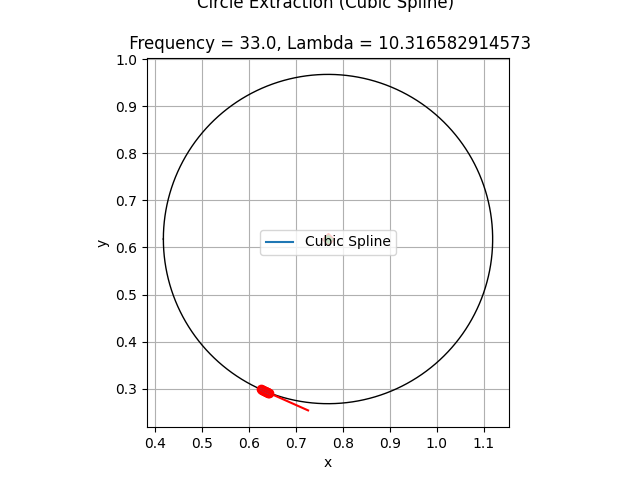 Circle Extraction (Cubic Spline)
Frequency = 33.0, Lambda = 10.316582914573
1.0
0.9
0.8
0.7
0.6
0.5
0.4
0.3
y
Cubic Spline
0.4 0.5 0.6 0.7 0.8 0.9 1.0 1.1
x